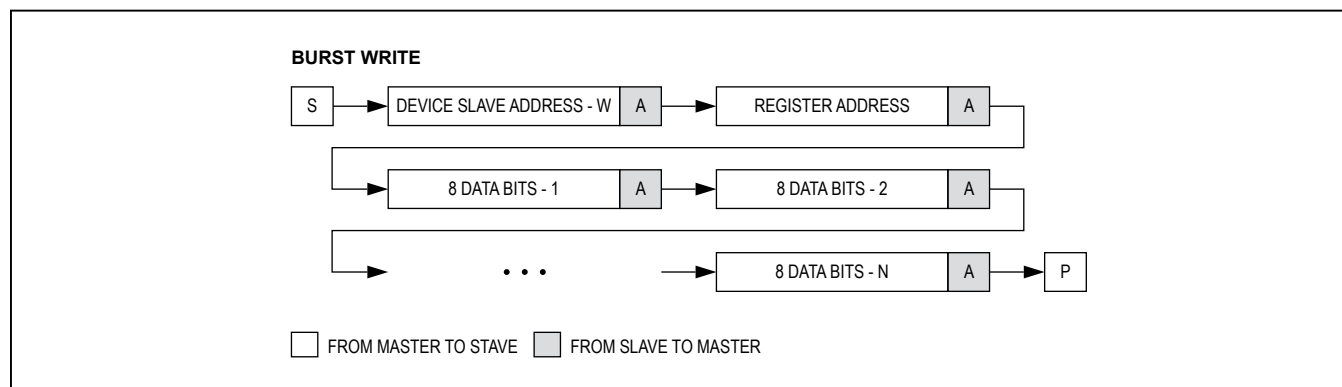 BURST WRITE
S DEVICE SLAVE ADDRESS - W A REGISTER ADDRESS A
8 DATA BITS - 1 A 8 DATA BITS - 2 A
• • • 8 DATA BITS - N A P
FROM MASTER TO STAVE FROM SLAVE TO MASTER